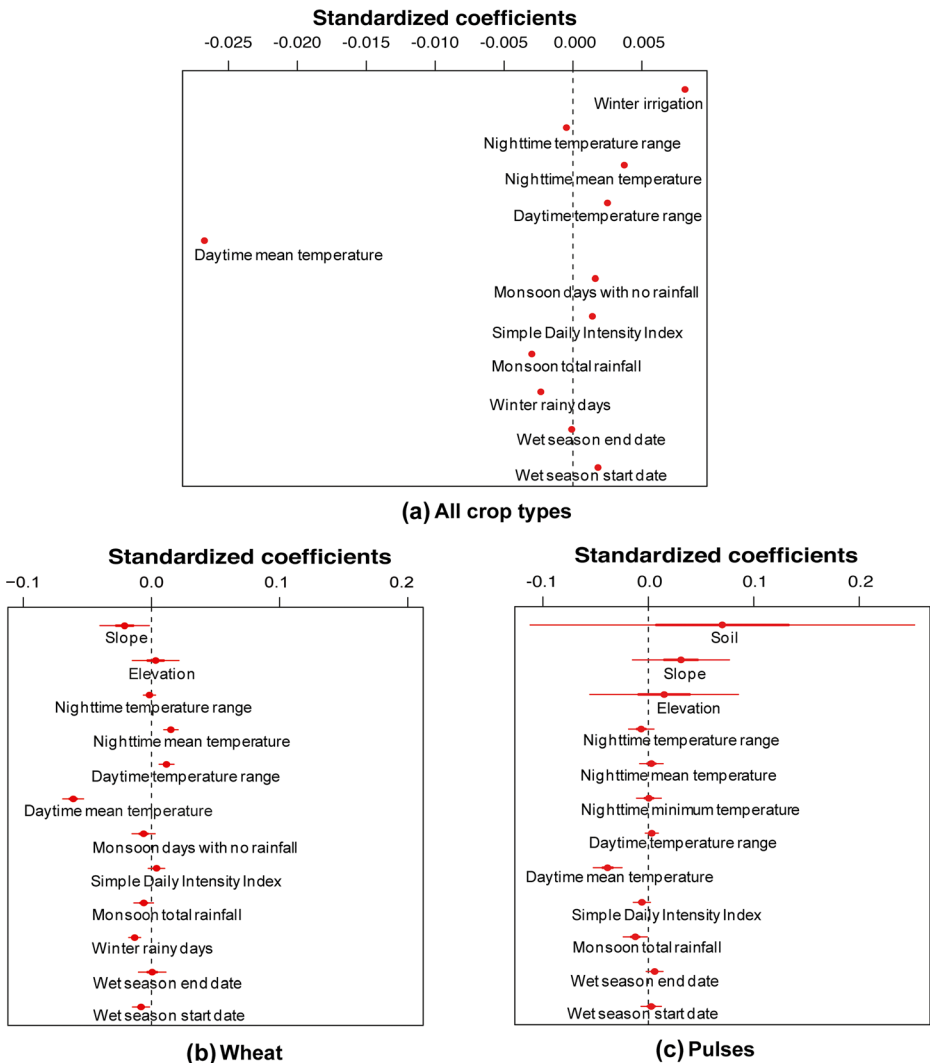 Standardized coefficients
-0.025 -0.020 -0.015 -0.010 -0.005 0.000 0.005
Winter irrigation
Nighttime temperature range
Nighttime mean temperature
Daytime temperature range
Daytime mean temperature
Monsoon days with no rainfall
Simple Daily Intensity Index
Monsoon total rainfall
Winter rainy days
Wet season end date
Wet season start date
(a) All crop types
Standardized coefficients
−0.1 0.0 0.1 0.2
Slope
Elevation
Nighttime temperature range
Nighttime mean temperature
Daytime temperature range
Daytime mean temperature
Monsoon days with no rainfall
Simple Daily Intensity Index
Monsoon total rainfall
Winter rainy days
Wet season end date
Wet season start date
(b) Wheat
Standardized coefficients
-0.1 0.0 0.1 0.2
Soil
Slope
Elevation
Nighttime temperature range
Nighttime mean temperature
Nighttime minimum temperature
Daytime temperature range
Daytime mean temperature
Simple Daily Intensity Index
Monsoon total rainfall
Wet season end date
Wet season start date
(c) Pulses